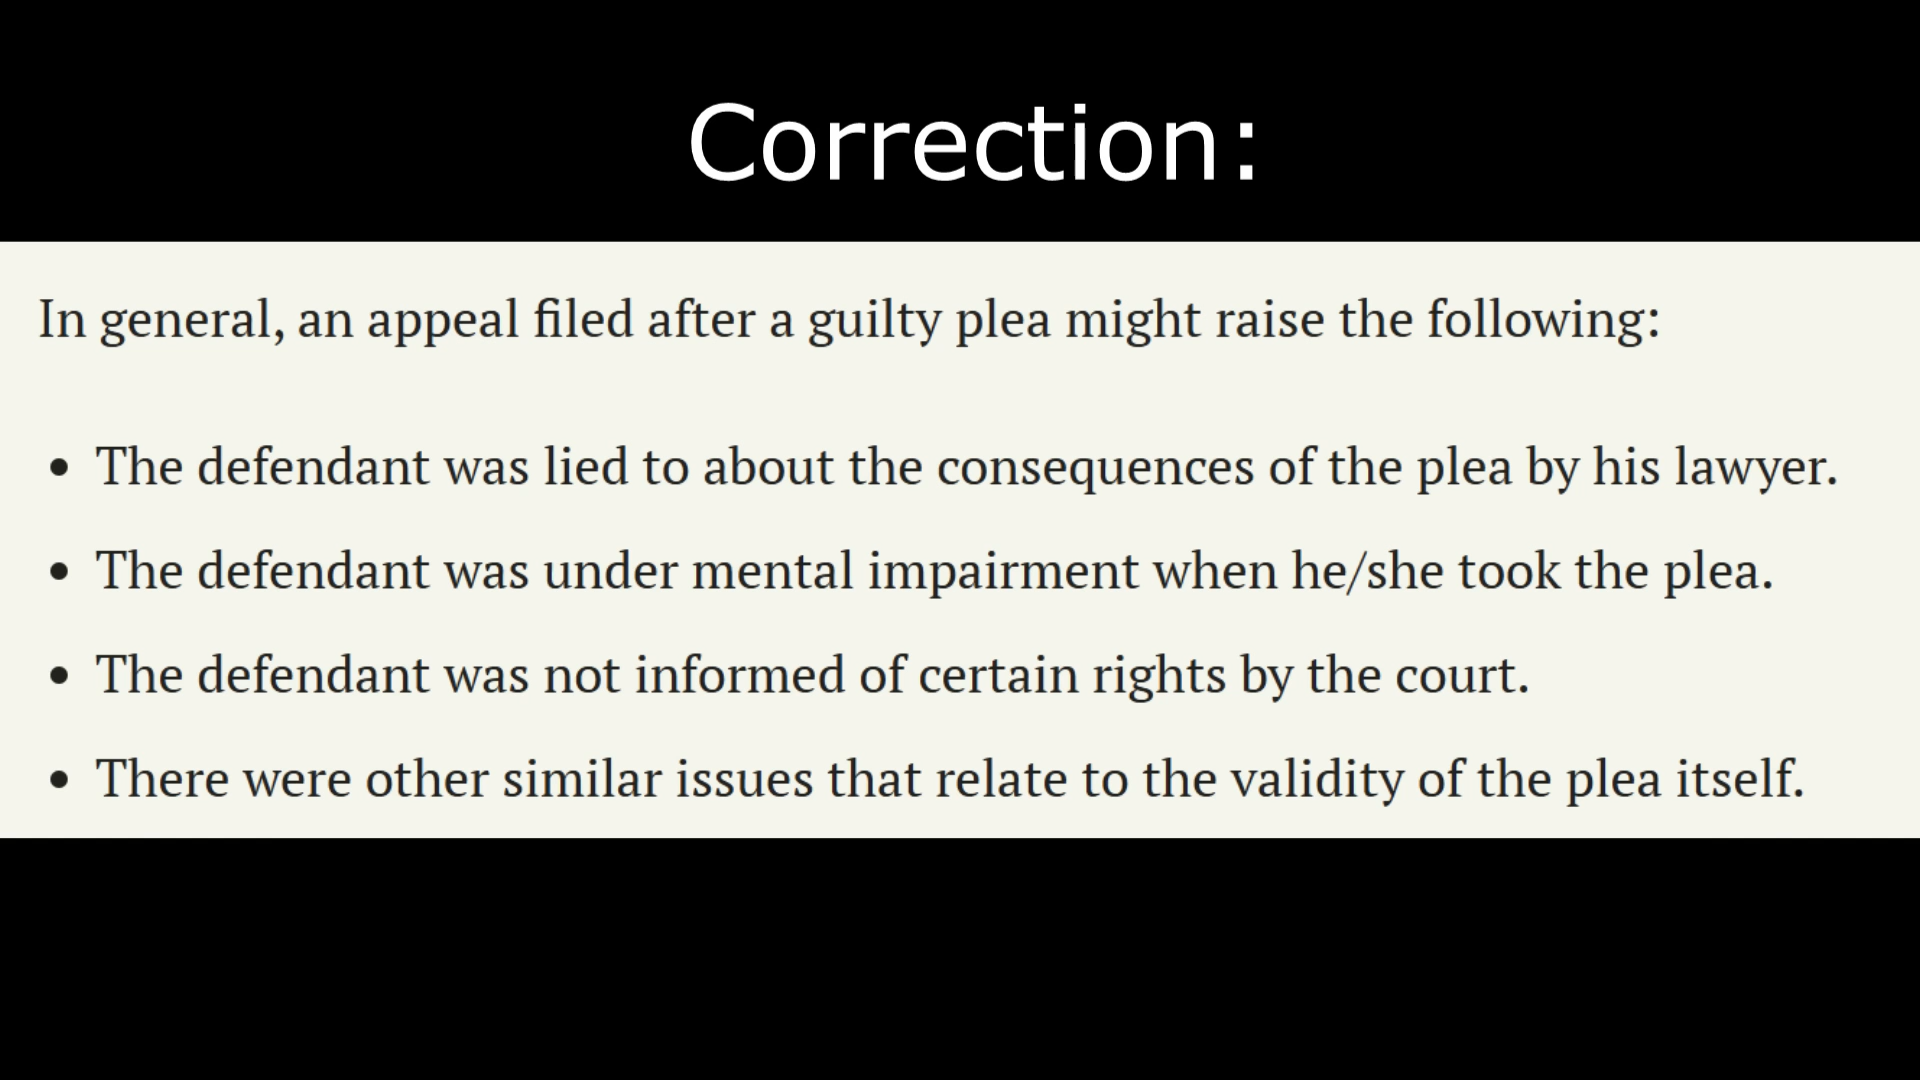 Correction:
In general, an appeal filed after a guilty plea might raise the following:
• The defendant was lied to about the consequences of the plea by his lawyer.
• The defendant was under mental impairment when he/she took the plea.
• The defendant was not informed of certain rights by the court.
• There were other similar issues that relate to the validity of the plea itself.